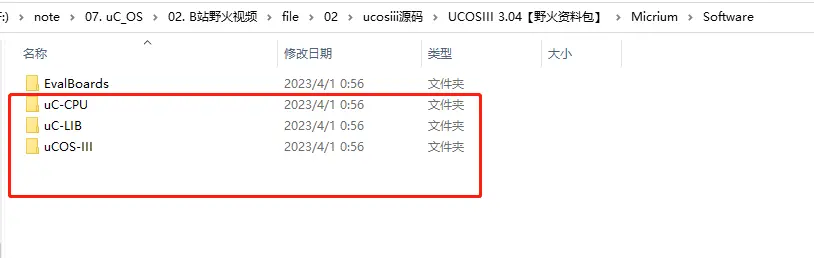 F:) › note › 07. uC_OS › 02. B站野火视频 › file › 02 › ucosiii源码 › UCOSIII 3.04【野火资料包】 › Micrium › Software
名称 修改日期 类型 大小
EvalBoards 2023/4/1 0:56 文件夹
uC-CPU 2023/4/1 0:56 文件夹
uC-LIB 2023/4/1 0:56 文件夹
uCOS-III 2023/4/1 0:56 文件夹